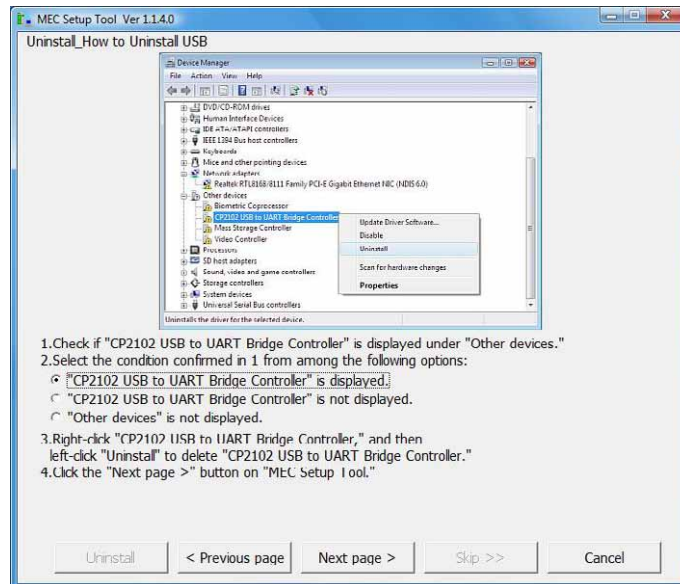 MEC Setup Tool Ver 1.1.4.0
Uninstall_How to Uninstall USB
Device Manager
File Action View Help
DVD/CD-ROM drives
Human Interface Devices
IDE ATA/ATAPI controllers
IEEE 1394 Bus host controllers
Keyboards
Mice and other pointing devices
Network adapters
Realtek RTL8168/8111 Family PCI-E Gigabit Ethernet NIC (NDIS 6.0)
Other devices
Biometric Coprocessor
CP2102 USB to UART Bridge Controller
Mass Storage Controller
Video Controller
Processors
SD host adapters
Sound, video and game controllers
Storage controllers
System devices
Universal Serial Bus controllers
Update Driver Software...
Disable
Uninstall
Scan for hardware changes
Properties
Uninstalls the driver for the selected device.
1.Check if "CP2102 USB to UART Bridge Controller" is displayed under "Other devices."
2.Select the condition confirmed in 1 from among the following options:
"CP2102 USB to UART Bridge Controller" is displayed.
"CP2102 USB to UART Bridge Controller" is not displayed.
"Other devices" is not displayed.
3.Right-click "CP2102 USB to UART Bridge Controller," and then
left-click "Uninstall" to delete "CP2102 USB to UART Bridge Controller."
4.Click the "Next page >" button on "MEC Setup Tool."
Uninstall
< Previous page
Next page >
Skip >>
Cancel